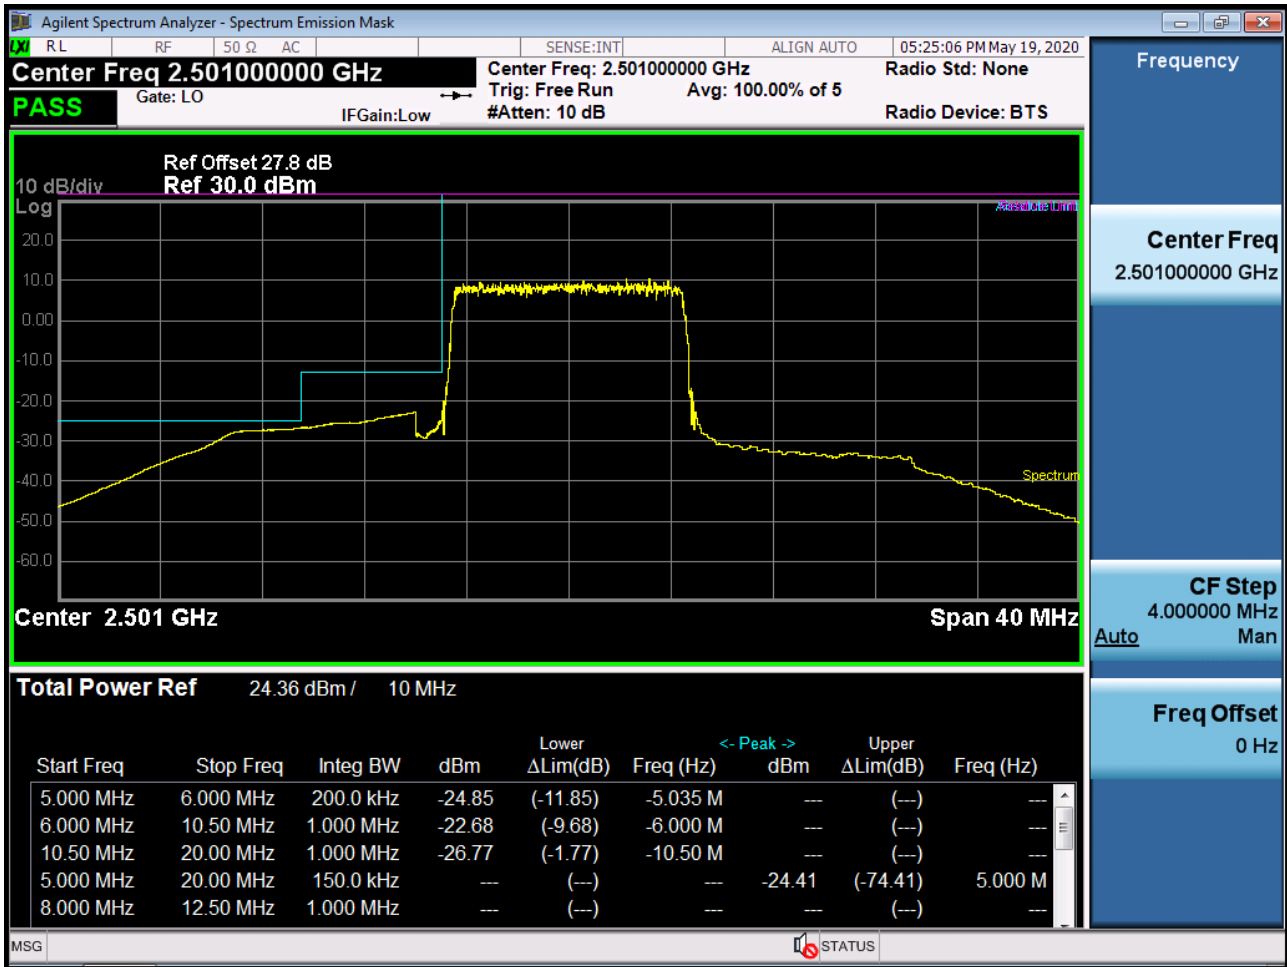 Agilent Spectrum Analyzer - Spectrum Emission Mask
LXI RL RF 50 Ω AC SENSE:INT ALIGN AUTO 05:25:06 PM May 19, 2020
Center Freq 2.501000000 GHz
Center Freq: 2.501000000 GHz Radio Std: None
Trig: Free Run Avg: 100.00% of 5
PASS Gate: LO IFGain:Low #Atten: 10 dB Radio Device: BTS
Ref Offset 27.8 dB
10 dB/div Ref 30.0 dBm
Log
Absolute Limit
20.0
10.0
0.00
-10.0
-20.0
-30.0
-40.0
Spectrum
-50.0
-60.0
Center 2.501 GHz Span 40 MHz
Total Power Ref 24.36 dBm / 10 MHz
Lower <- Peak -> Upper
Start Freq Stop Freq Integ BW dBm ΔLim(dB) Freq (Hz) dBm ΔLim(dB) Freq (Hz)
5.000 MHz 6.000 MHz 200.0 kHz -24.85 (-11.85) -5.035 M --- (---) ---
6.000 MHz 10.50 MHz 1.000 MHz -22.68 (-9.68) -6.000 M --- (---) ---
10.50 MHz 20.00 MHz 1.000 MHz -26.77 (-1.77) -10.50 M --- (---) ---
5.000 MHz 20.00 MHz 150.0 kHz --- (---) --- -24.41 (-74.41) 5.000 M
8.000 MHz 12.50 MHz 1.000 MHz --- (---) --- --- (---) ---
MSG STATUS
Frequency
Center Freq
2.501000000 GHz
CF Step
4.000000 MHz
Auto Man
Freq Offset
0 Hz